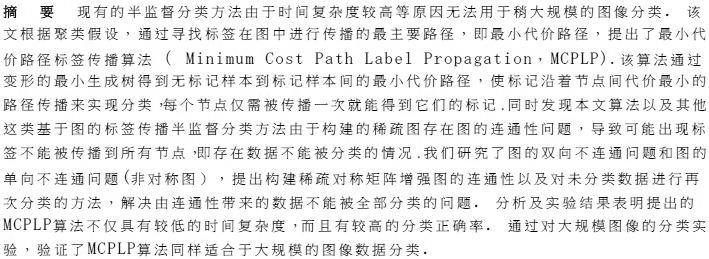 摘 要 现有的半监督分类方法由于时间复杂度较高等原因无法用于稍大规模的图像分类． 该
文根据聚类假设，通过寻找标签在图中进行传播的最主要路径，即最小代价路径，提出了最小代
价路径标签传播算法 ( Minimum Cost Path Label Propagation，MCPLP)．该算法通过
变形的最小生成树得到无标记样本到标记样本间的最小代价路径，使标记沿着节点间代价最小的
路径传播来实现分类，每个节点仅需被传播一次就能得到它们的标记．同时发现本文算法以及其他
这类基于图的标签传播半监督分类方法由于构建的稀疏图存在图的连通性问题，导致可能出现标
签不能被传播到所有节点，即存在数据不能被分类的情况．我们研究了图的双向不连通问题和图的
单向不连通问题(非对称图)，提出构建稀疏对称矩阵增强图的连通性以及对未分类数据进行再
次分类的方法，解决由连通性带来的数据不能被全部分类的问题． 分析及实验结果表明提出的
MCPLP算法不仅具有较低的时间复杂度，而且有较高的分类正确率． 通过对大规模图像的分类实
验，验证了MCPLP算法同样适合于大规模的图像数据分类．